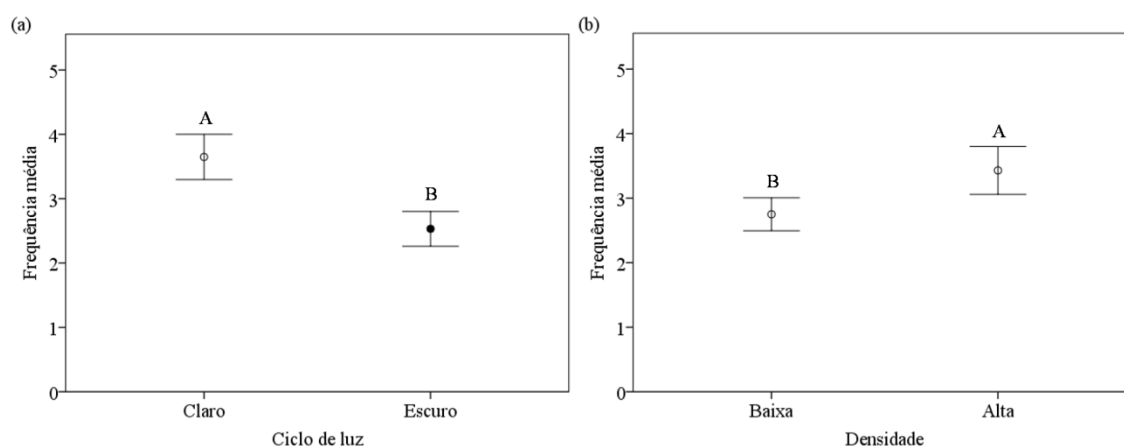 (a)
5
4
3
2
1
0
Frequência média
A
B
Claro
Escuro
Ciclo de luz
(b)
5
4
3
2
1
0
Frequência média
B
A
Baixa
Alta
Densidade